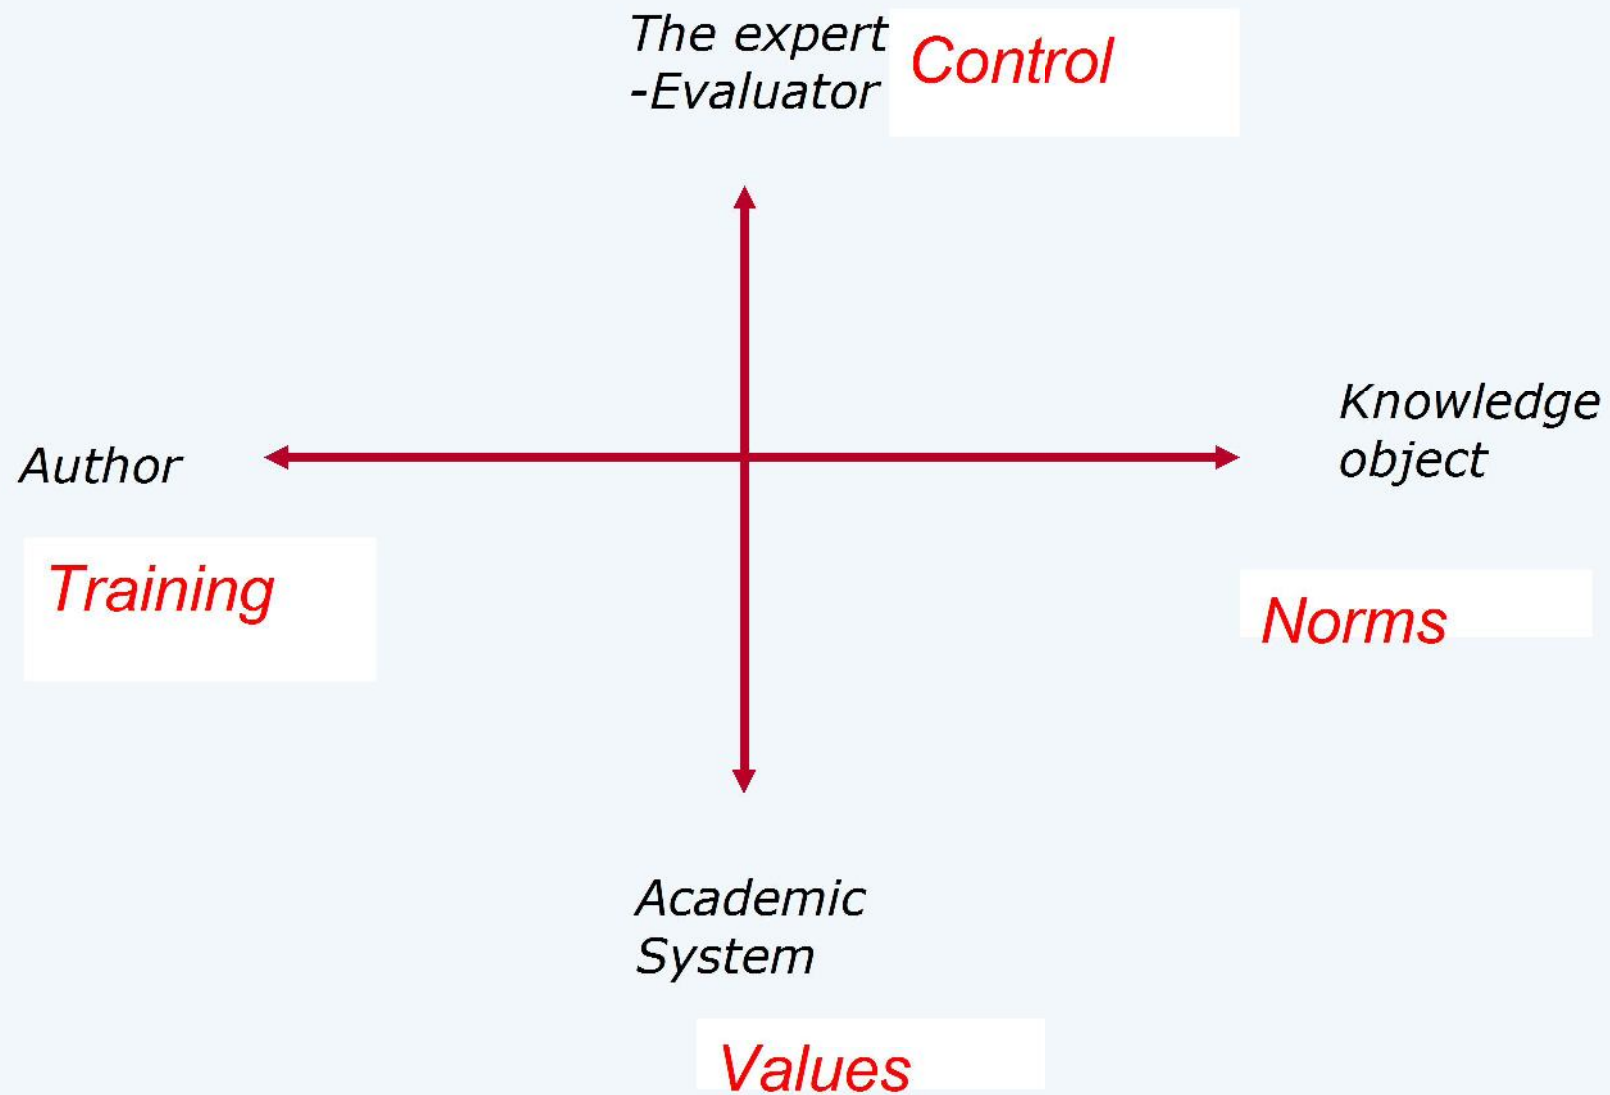 The expert
-Evaluator
Control
Knowledge
object
Author
Training
Norms
Academic
System
Values